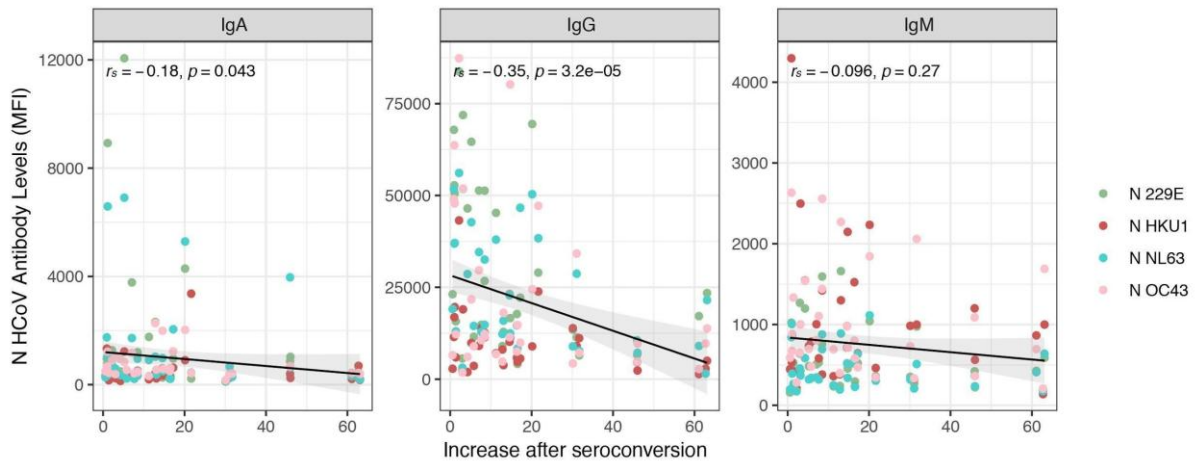 IgA
IgG
IgM
N HCoV Antibody Levels (MFI)
rₛ = −0.18, p = 0.043
rₛ = −0.35, p = 3.2e−05
rₛ = −0.096, p = 0.27
12000
8000
4000
0
75000
50000
25000
0
4000
3000
2000
1000
0
0 20 40 60
0 20 40 60
0 20 40 60
Increase after seroconversion
N 229E
N HKU1
N NL63
N OC43